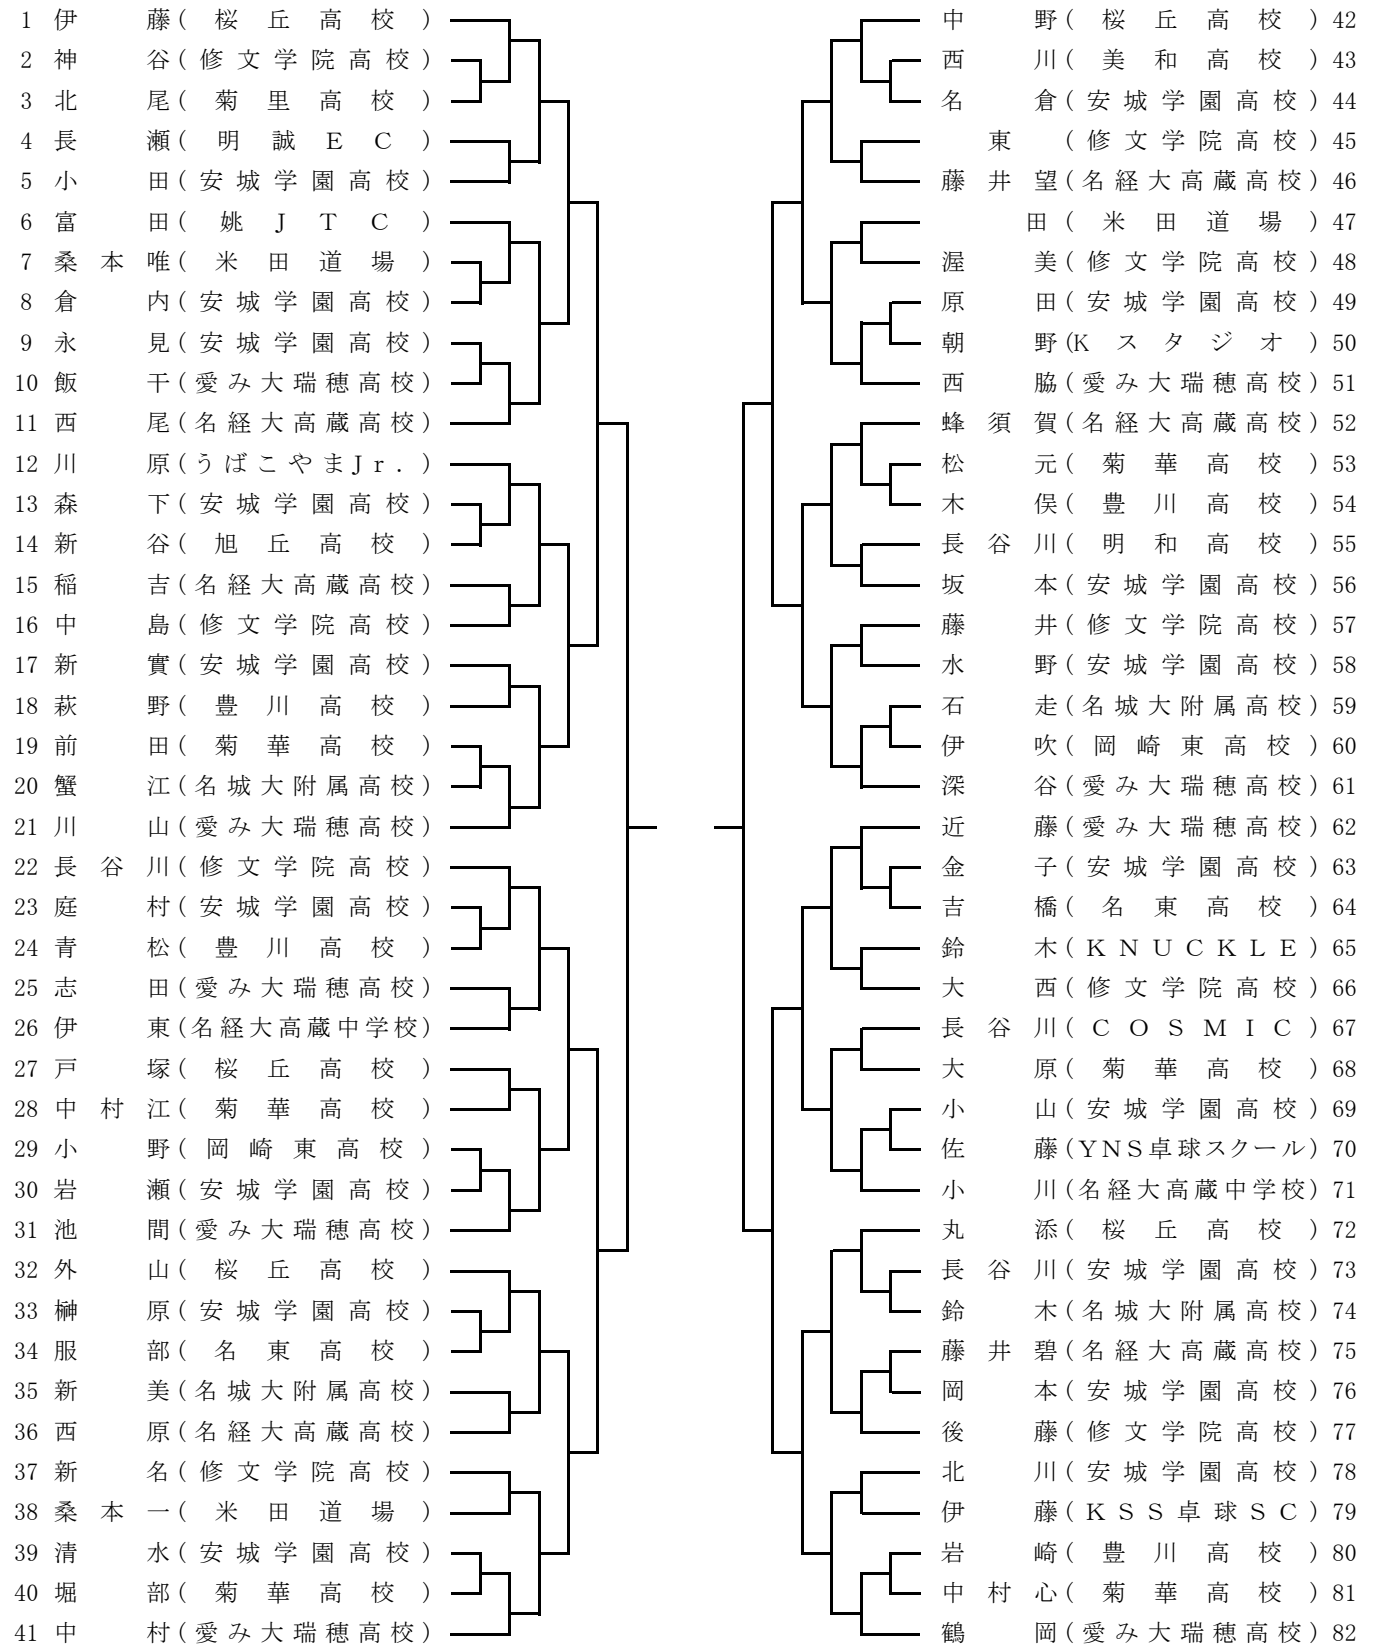 1 伊藤(桜丘高校)
2 神谷(修文学院高校)
3 北尾(菊里高校)
4 長瀬(明誠EC)
5 小田(安城学園高校)
6 富田(姚JTC)
7 桑本唯(米田道場)
8 倉内(安城学園高校)
9 永見(安城学園高校)
10 飯干(愛み大瑞穂高校)
11 西尾(名経大高蔵高校)
12 川原(うばこやまJr.)
13 森下(安城学園高校)
14 新谷(旭丘高校)
15 稲吉(名経大高蔵高校)
16 中島(修文学院高校)
17 新實(安城学園高校)
18 萩野(豊川高校)
19 前田(菊華高校)
20 蟹江(名城大附属高校)
21 川山(愛み大瑞穂高校)
22 長谷川(修文学院高校)
23 庭村(安城学園高校)
24 青松(豊川高校)
25 志田(愛み大瑞穂高校)
26 伊東(名経大高蔵中学校)
27 戸塚(桜丘高校)
28 中村江(菊華高校)
29 小野(岡崎東高校)
30 岩瀬(安城学園高校)
31 池間(愛み大瑞穂高校)
32 外山(桜丘高校)
33 榊原(安城学園高校)
34 服部(名東高校)
35 新美(名城大附属高校)
36 西原(名経大高蔵高校)
37 新名(修文学院高校)
38 桑本一(米田道場)
39 清水(安城学園高校)
40 堀部(菊華高校)
41 中村(愛み大瑞穂高校)
中野(桜丘高校)42
西川(美和高校)43
名倉(安城学園高校)44
東(修文学院高校)45
藤井望(名経大高蔵高校)46
田(米田道場)47
渥美(修文学院高校)48
原田(安城学園高校)49
朝野(Kスタジオ)50
西脇(愛み大瑞穂高校)51
蜂須賀(名経大高蔵高校)52
松元(菊華高校)53
木俣(豊川高校)54
長谷川(明和高校)55
坂本(安城学園高校)56
藤井(修文学院高校)57
水野(安城学園高校)58
石走(名城大附属高校)59
伊吹(岡崎東高校)60
深谷(愛み大瑞穂高校)61
近藤(愛み大瑞穂高校)62
金子(安城学園高校)63
吉橋(名東高校)64
鈴木(KNUCKLE)65
大西(修文学院高校)66
長谷川(COSMIC)67
大原(菊華高校)68
小山(安城学園高校)69
佐藤(YNS卓球スクール)70
小川(名経大高蔵中学校)71
丸添(桜丘高校)72
長谷川(安城学園高校)73
鈴木(名城大附属高校)74
藤井碧(名経大高蔵高校)75
岡本(安城学園高校)76
後藤(修文学院高校)77
北川(安城学園高校)78
伊藤(KSS卓球SC)79
岩崎(豊川高校)80
中村心(菊華高校)81
鶴岡(愛み大瑞穂高校)82